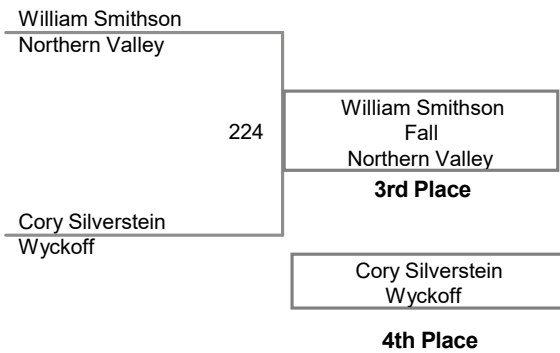 William Smithson
Northern Valley
224
William Smithson
Fall
Northern Valley
3rd Place
Cory Silverstein
Wyckoff
Cory Silverstein
Wyckoff
4th Place